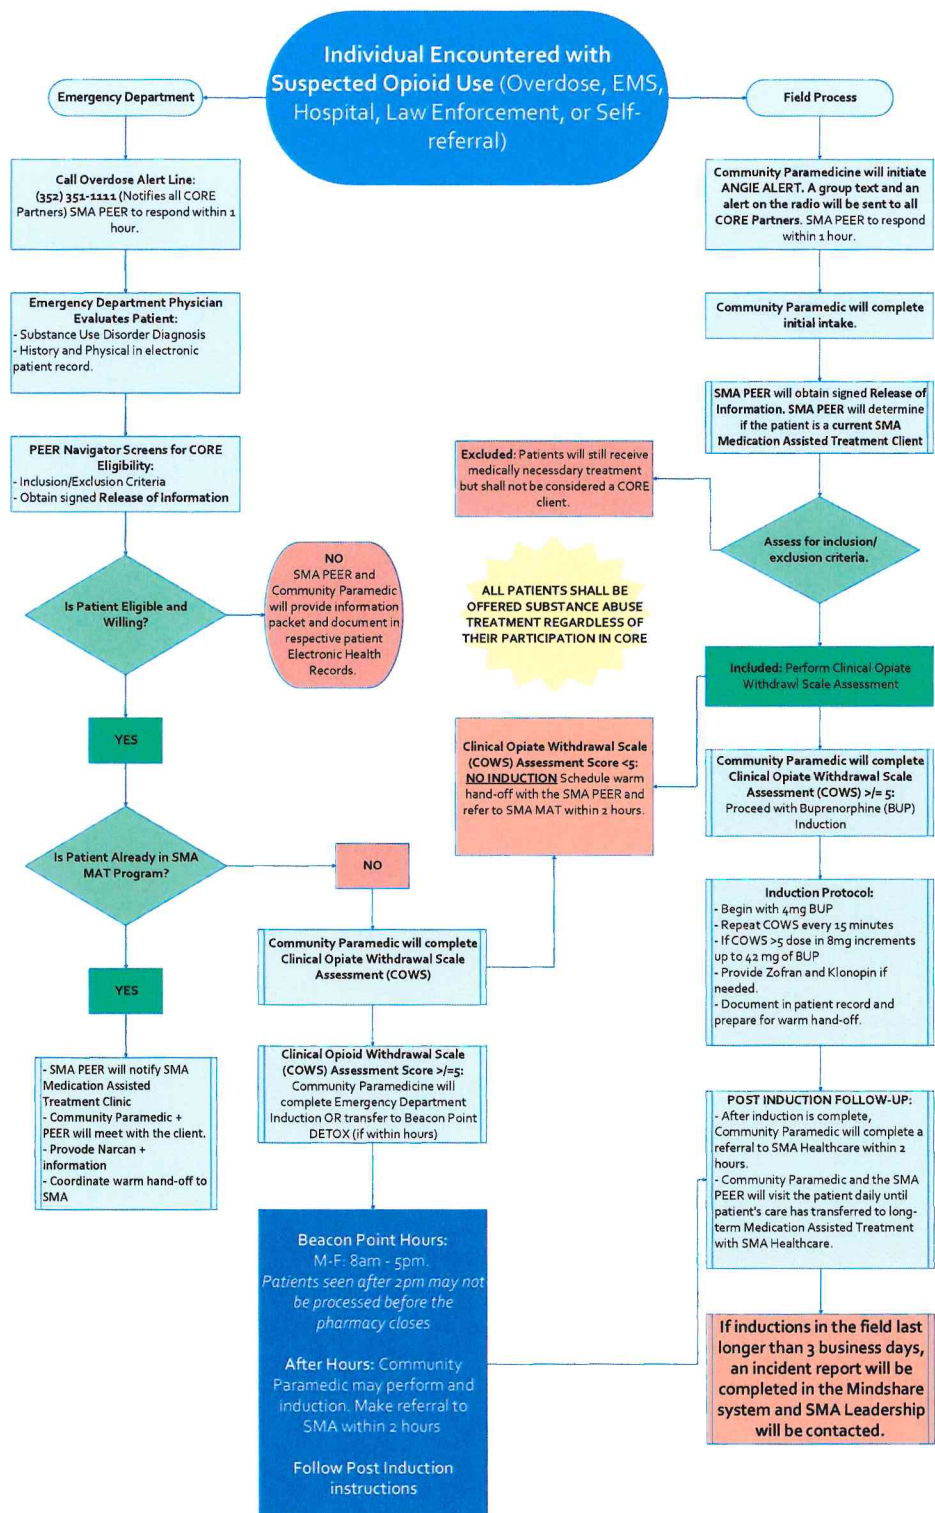 Individual Encountered with
Suspected Opioid Use (Overdose, EMS,
Hospital, Law Enforcement, or Self-
referral)
Emergency Department
Field Process
Call Overdose Alert Line:
(352) 351-1111 (Notifies all CORE
Partners) SMA PEER to respond within 1
hour.
Emergency Department Physician
Evaluates Patient:
- Substance Use Disorder Diagnosis
- History and Physical in electronic
patient record.
PEER Navigator Screens for CORE
Eligibility:
- Inclusion/Exclusion Criteria
- Obtain signed Release of Information
Is Patient Eligible and
Willing?
NO
SMA PEER and
Community Paramedic
will provide information
packet and document in
respective patient
Electronic Health
Records.
YES
Is Patient Already in SMA
MAT Program?
NO
YES
- SMA PEER will notify SMA
Medication Assisted
Treatment Clinic
- Community Paramedic +
PEER will meet with the client.
- Provode Narcan +
information
- Coordinate warm hand-off to
SMA
Community Paramedic will complete
Clinical Opiate Withdrawal Scale
Assessment (COWS)
Clinical Opioid Withdrawal Scale
(COWS) Assessment Score >/=5:
Community Paramedicine will
complete Emergency Department
Induction OR transfer to Beacon Point
DETOX (if within hours)
Beacon Point Hours:
M-F: 8am - 5pm.
Patients seen after 2pm may not
be processed before the
pharmacy closes
After Hours: Community
Paramedic may perform and
induction. Make referral to
SMA within 2 hours
Follow Post Induction
instructions
Community Paramedicine will initiate
ANGIE ALERT. A group text and an
alert on the radio will be sent to all
CORE Partners. SMA PEER to respond
within 1 hour.
Community Paramedic will complete
initial intake.
SMA PEER will obtain signed Release of
Information. SMA PEER will determine
if the patient is a current SMA
Medication Assisted Treatment Client
Assess for inclusion/
exclusion criteria.
Excluded: Patients will still receive
medically necessdary treatment
but shall not be considered a CORE
client.
ALL PATIENTS SHALL BE
OFFERED SUBSTANCE ABUSE
TREATMENT REGARDLESS OF
THEIR PARTICIPATION IN CORE
Included: Perform Clinical Opiate
Withdrawl Scale Assessment
Clinical Opiate Withdrawal Scale
(COWS) Assessment Score <5:
NO INDUCTION Schedule warm
hand-off with the SMA PEER and
refer to SMA MAT within 2 hours.
Community Paramedic will complete
Clinical Opiate Withdrawal Scale
Assessment (COWS) >/= 5:
Proceed with Buprenorphine (BUP)
Induction
Induction Protocol:
- Begin with 4mg BUP
- Repeat COWS every 15 minutes
- If COWS >5 dose in 8mg increments
up to 42 mg of BUP
- Provide Zofran and Klonopin if
needed.
- Document in patient record and
prepare for warm hand-off.
POST INDUCTION FOLLOW-UP:
- After induction is complete,
Community Paramedic will complete a
referral to SMA Healthcare within 2
hours.
- Community Paramedic and the SMA
PEER will visit the patient daily until
patient's care has transferred to long-
term Medication Assisted Treatment
with SMA Healthcare.
If inductions in the field last
longer than 3 business days,
an incident report will be
completed in the Mindshare
system and SMA Leadership
will be contacted.